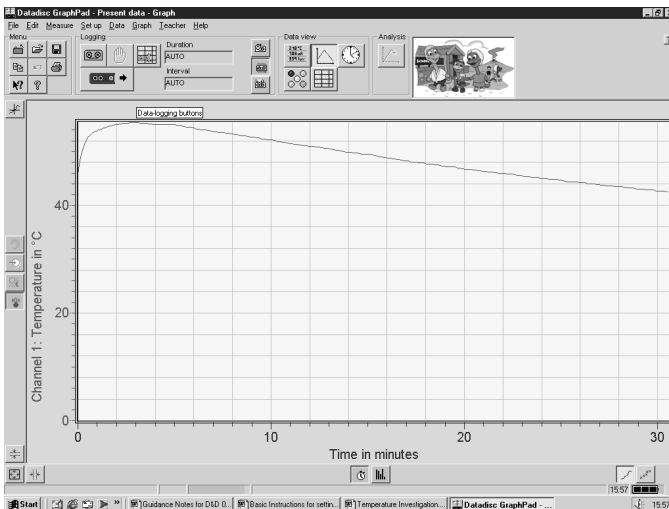 Datadisc GraphPad - Present data - Graph
File Edit Measure Set up Data Graph Teacher Help
Menu Logging Data view Analysis
Duration
AUTO
Interval
AUTO
Data-logging buttons
Channel 1: Temperature in °C
40
20
0
0 10 20 30
Time in minutes
15:57
Start Guidance Notes for D&D 0... Basic Instructions for settin... Temperature Investigation.... Datadisc GraphPad - ... 15:57